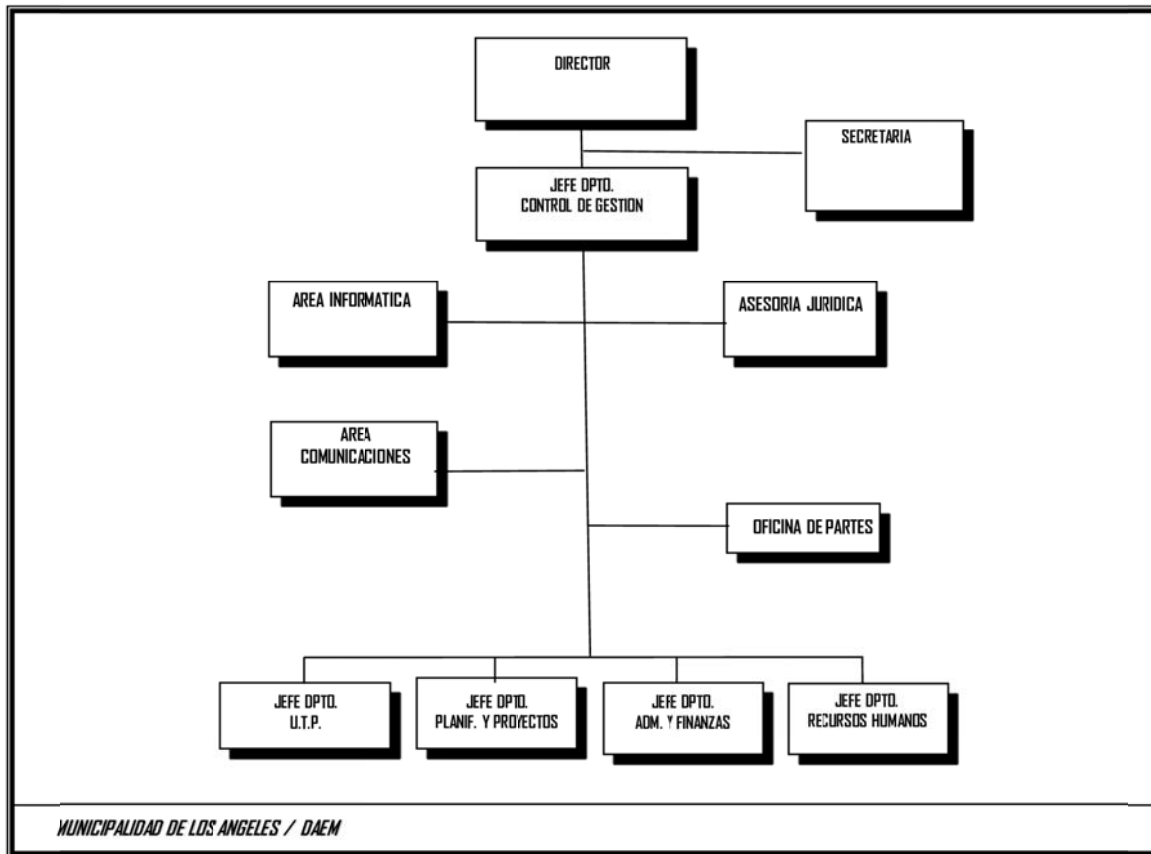 DIRECTOR
SECRETARIA
JEFE DPTO.
CONTROL DE GESTION
AREA INFORMATICA
ASESORIA JURIDICA
AREA
COMUNICACIONES
OFICINA DE PARTES
JEFE DPTO.
U.T.P.
JEFE DPTO.
PLANIF. Y PROYECTOS
JEFE DPTO.
ADM. Y FINANZAS
JEFE DPTO.
RECURSOS HUMANOS
MUNICIPALIDAD DE LOS ANGELES / DAEM